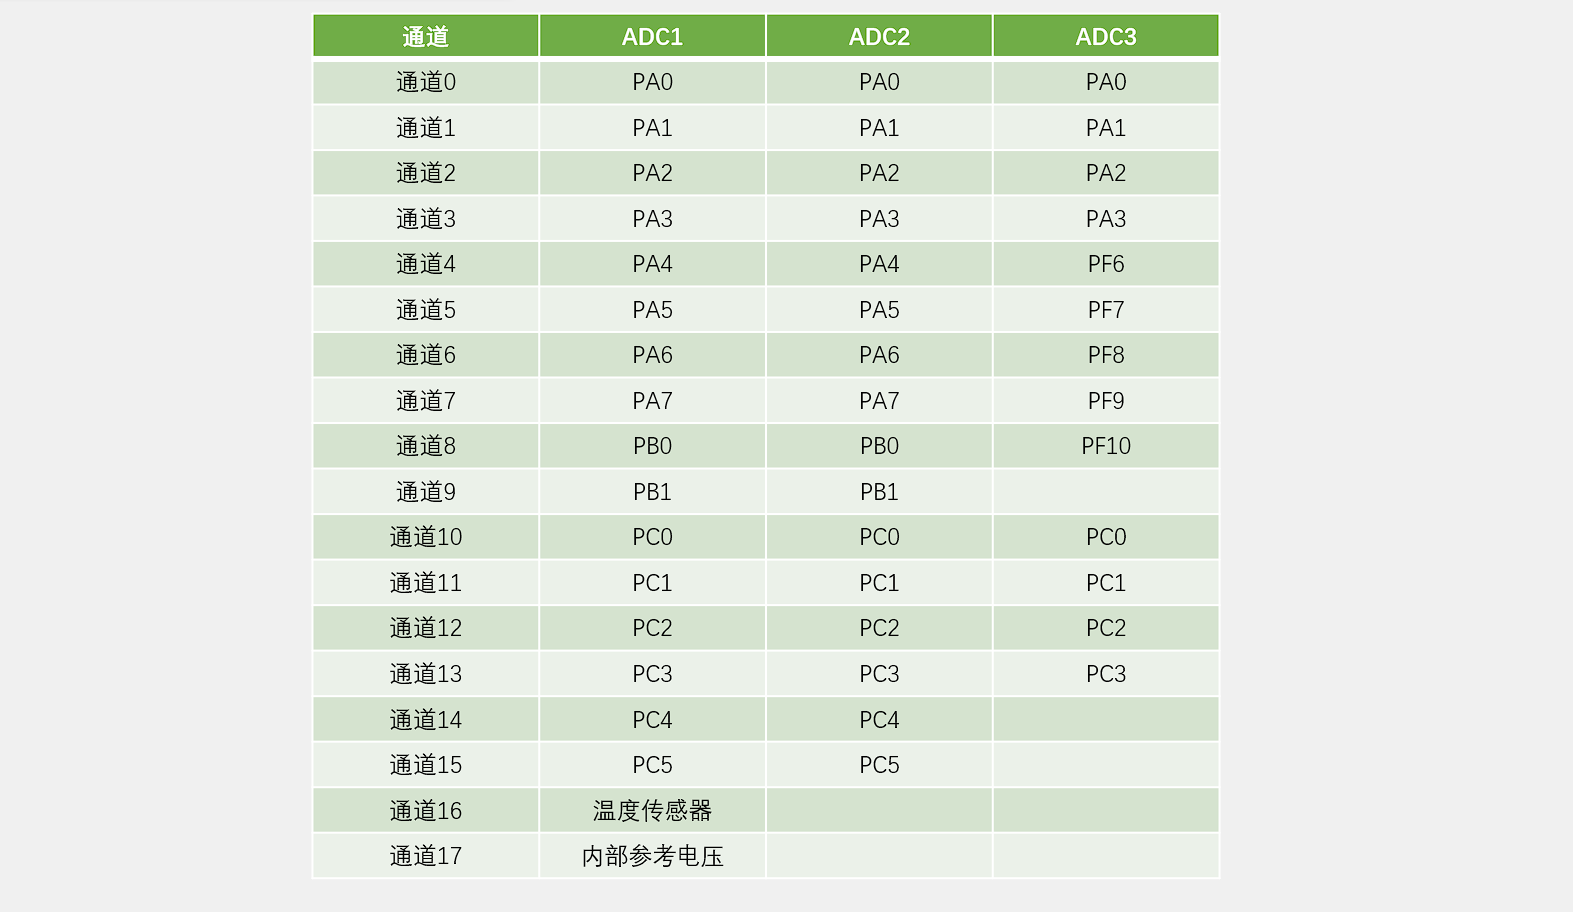 通道 ADC1 ADC2 ADC3
通道0 PA0 PA0 PA0
通道1 PA1 PA1 PA1
通道2 PA2 PA2 PA2
通道3 PA3 PA3 PA3
通道4 PA4 PA4 PF6
通道5 PA5 PA5 PF7
通道6 PA6 PA6 PF8
通道7 PA7 PA7 PF9
通道8 PB0 PB0 PF10
通道9 PB1 PB1
通道10 PC0 PC0 PC0
通道11 PC1 PC1 PC1
通道12 PC2 PC2 PC2
通道13 PC3 PC3 PC3
通道14 PC4 PC4
通道15 PC5 PC5
通道16 温度传感器
通道17 内部参考电压